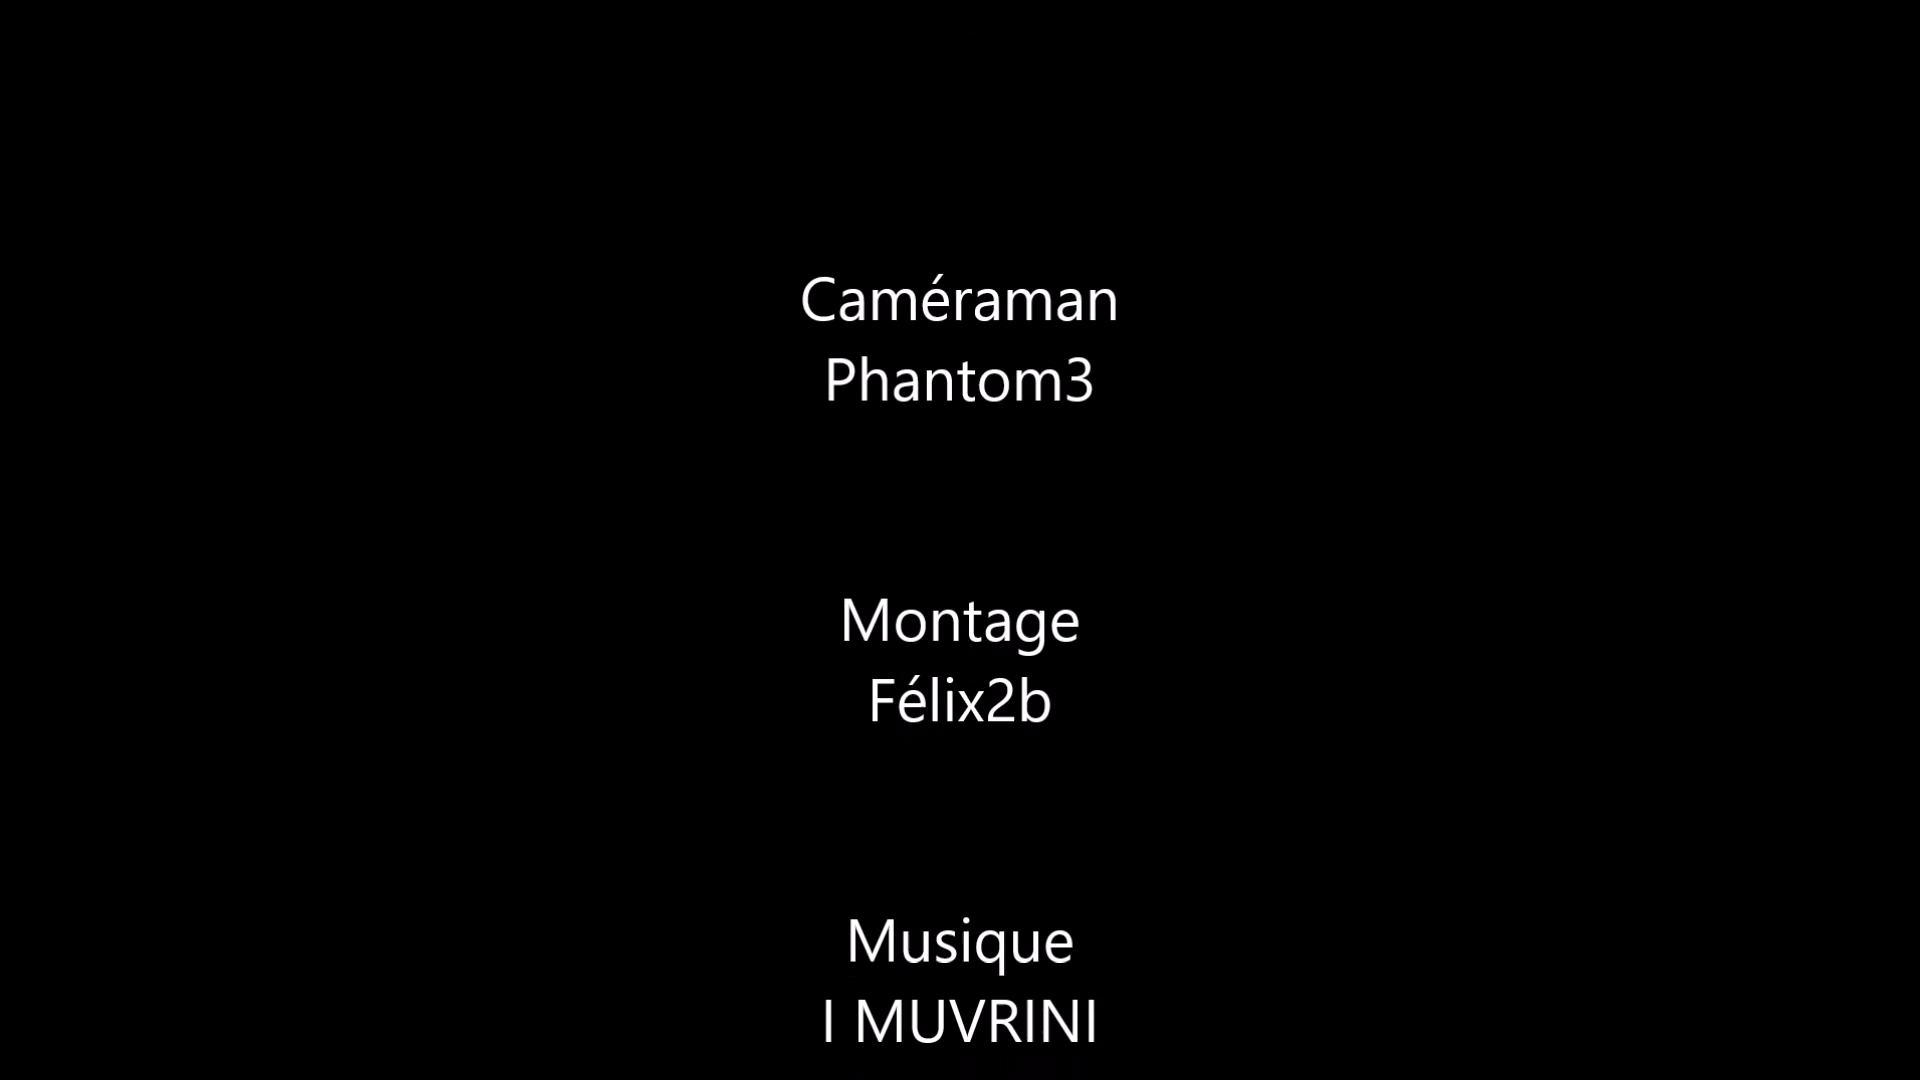 Caméraman
Phantom3
Montage
Félix2b
Musique
I MUVRINI